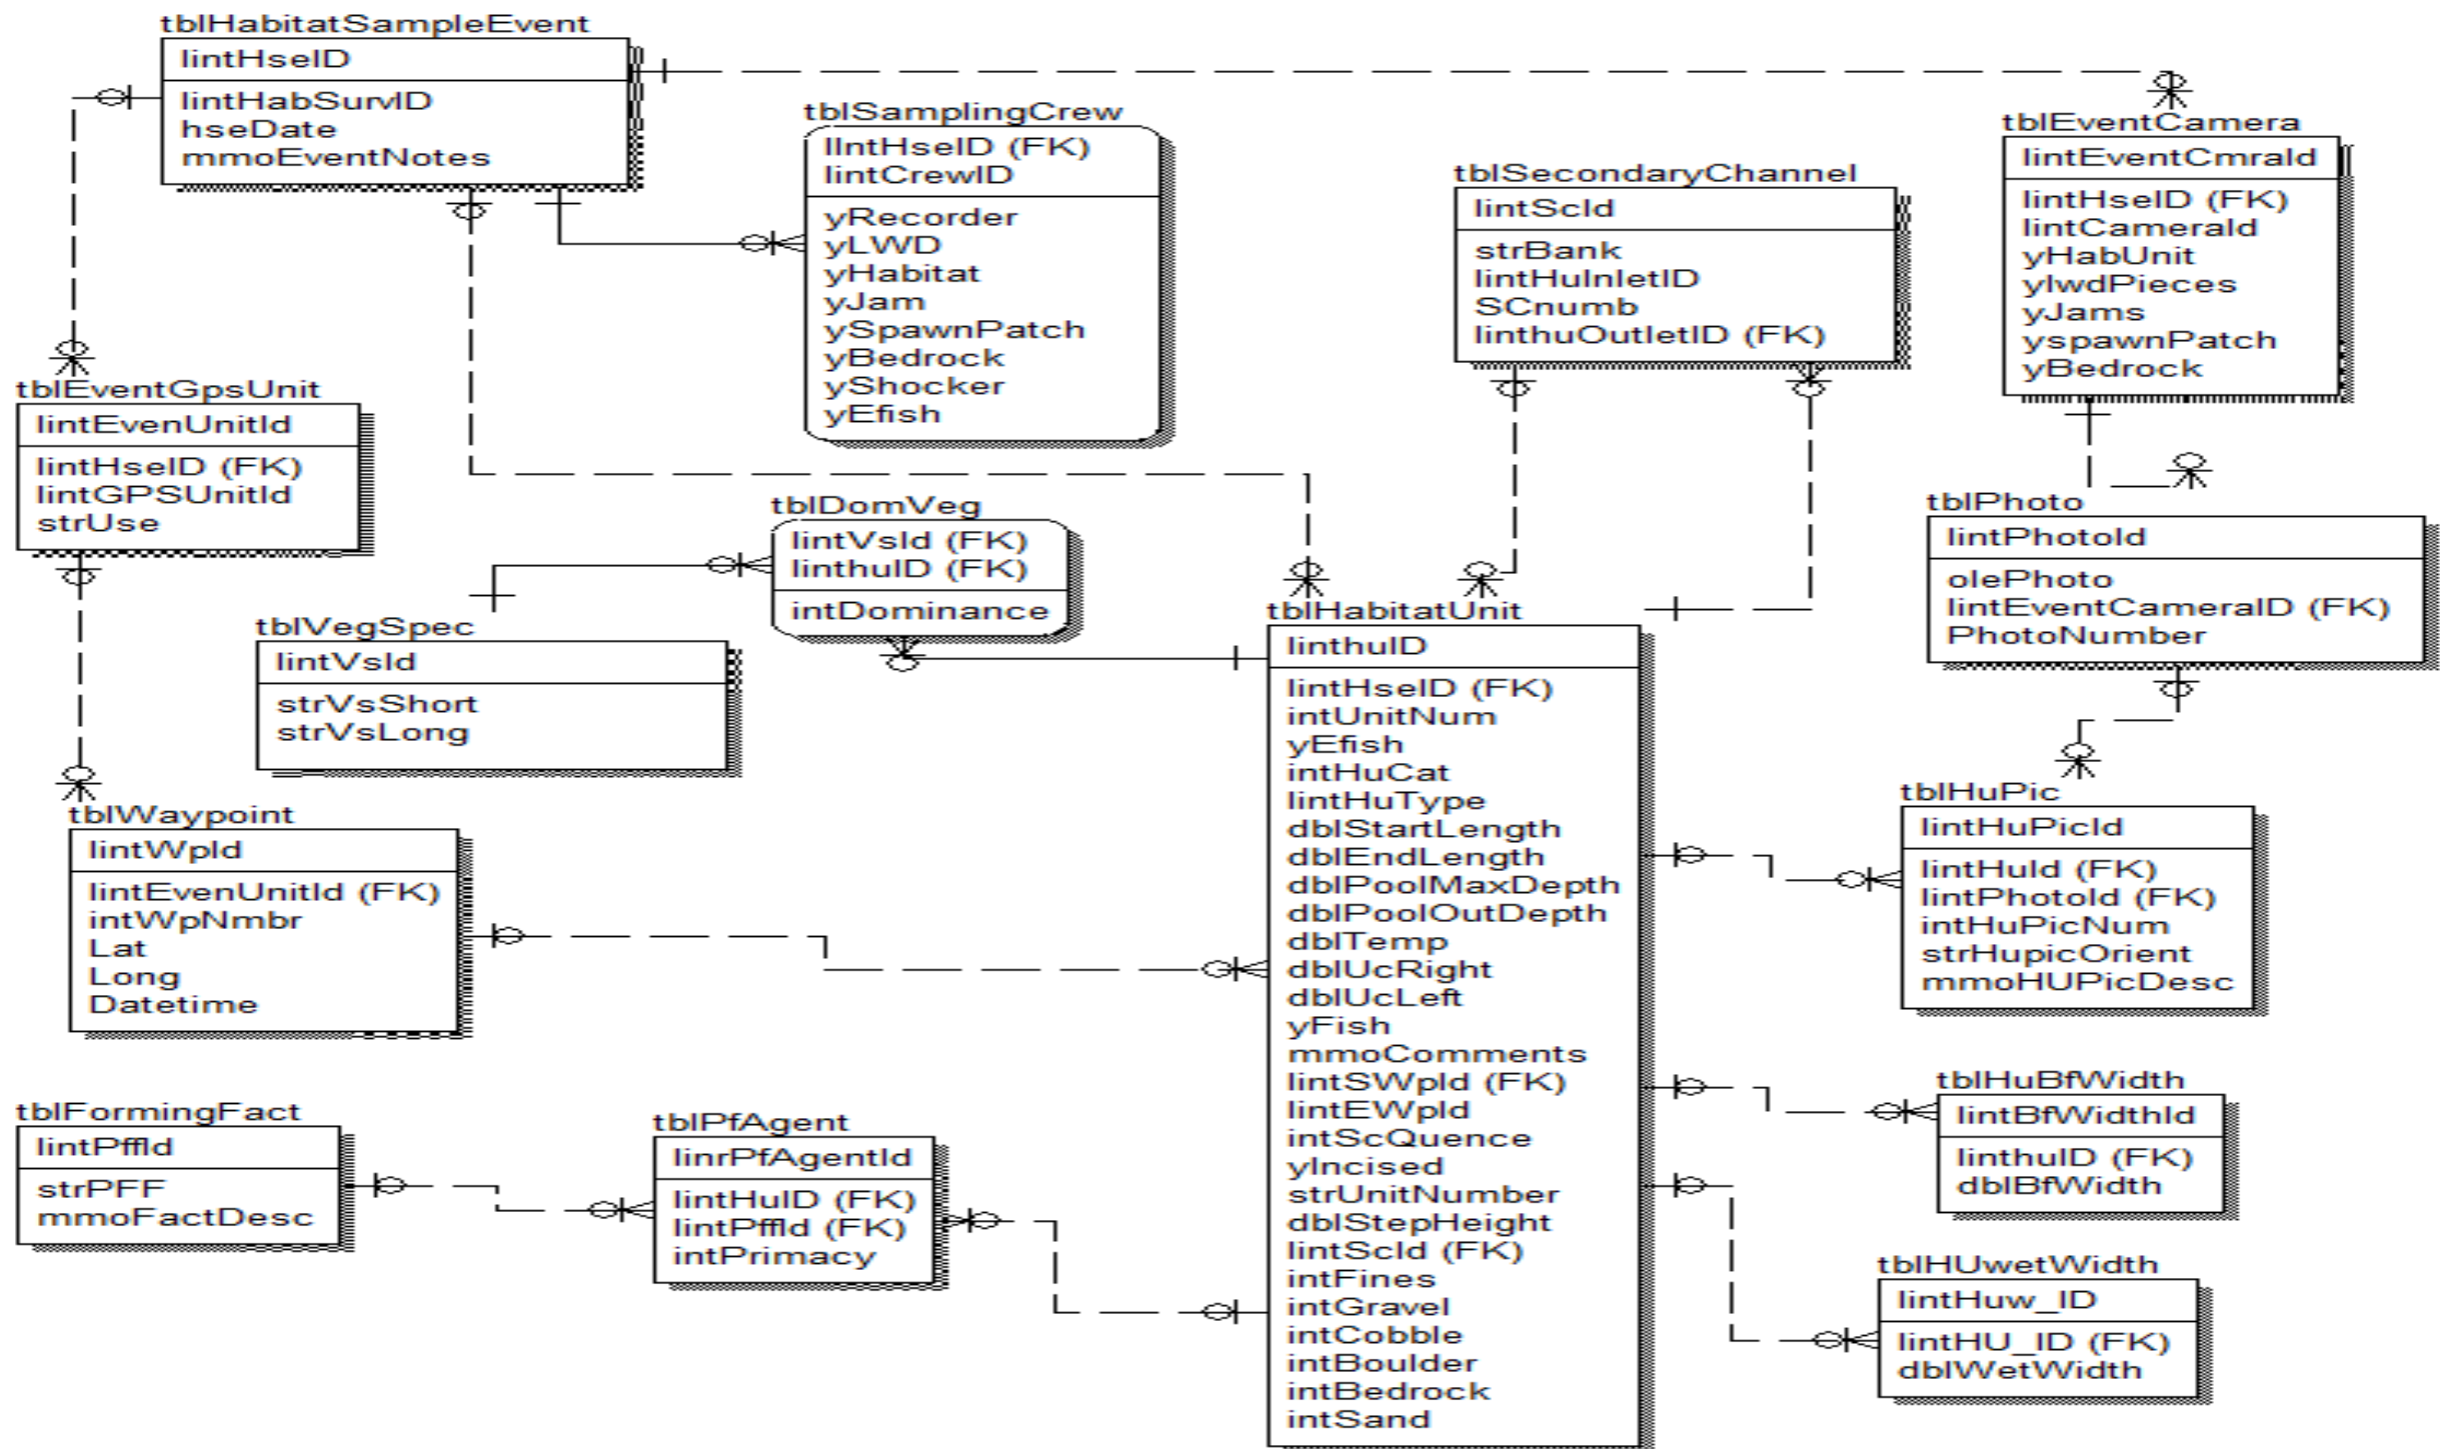 tblHabitatSampleEvent
lintHseID
lintHabSurvID
hseDate
mmoEventNotes
tblSamplingCrew
lIntHseID (FK)
lintCrewID
yRecorder
yLWD
yHabitat
yJam
ySpawnPatch
yBedrock
yShocker
yEfish
tblSecondaryChannel
lintScId
strBank
lintHuInletID
SCnumb
linthuOutletID (FK)
tblEventCamera
lintEventCmraId
lintHseID (FK)
lintCameraId
yHabUnit
ylwdPieces
yJams
yspawnPatch
yBedrock
tblEventGpsUnit
lintEvenUnitId
lintHseID (FK)
lintGPSUnitId
strUse
tblDomVeg
lintVsId (FK)
linthuID (FK)
intDominance
tblVegSpec
lintVsId
strVsShort
strVsLong
tblPhoto
lintPhotoId
olePhoto
lintEventCameraID (FK)
PhotoNumber
tblHabitatUnit
linthuID
lintHseID (FK)
intUnitNum
yEfish
intHuCat
lintHuType
dblStartLength
dblEndLength
dblPoolMaxDepth
dblPoolOutDepth
dblTemp
dblUcRight
dblUcLeft
yFish
mmoComments
lintSWpId (FK)
lintEWpId
intScQuence
yIncised
strUnitNumber
dblStepHeight
lintScId (FK)
intFines
intGravel
intCobble
intBoulder
intBedrock
intSand
tblWaypoint
lintWpId
lintEvenUnitId (FK)
intWpNmbr
Lat
Long
Datetime
tblHuPic
lintHuPicId
lintHuId (FK)
lintPhotoId (FK)
intHuPicNum
strHupicOrient
mmoHUPicDesc
tblFormingFact
lintPffId
strPFF
mmoFactDesc
tblPfAgent
linrPfAgentId
lintHuID (FK)
lintPffId (FK)
intPrimacy
tblHuBfWidth
lintBfWidthId
linthuID (FK)
dblBfWidth
tblHUwetWidth
lintHuw_ID
lintHU_ID (FK)
dblWetWidth